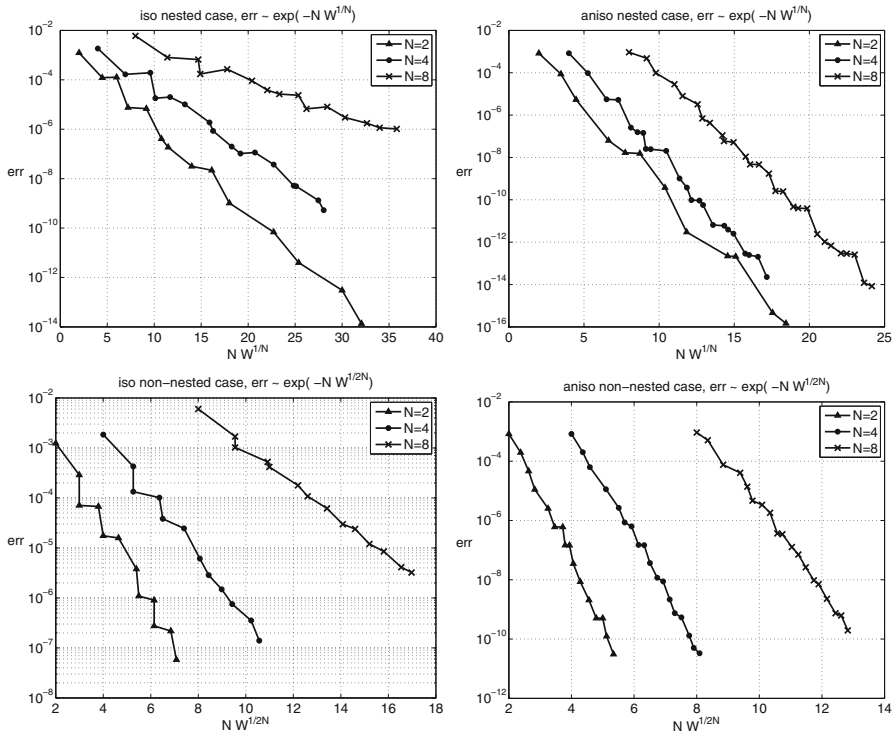 iso nested case, err ~ exp( −N W^{1/N})
10^{−2}
10^{−4}
10^{−6}
10^{−8}
10^{−10}
10^{−12}
10^{−14}
err
N=2
N=4
N=8
0 5 10 15 20 25 30 35 40
N W^{1/N}
aniso nested case, err ~ exp( −N W^{1/N})
10^{−2}
10^{−4}
10^{−6}
10^{−8}
10^{−10}
10^{−12}
10^{−14}
10^{−16}
err
N=2
N=4
N=8
0 5 10 15 20 25
N W^{1/N}
iso non−nested case, err ~ exp( −N W^{1/2N})
10^{−2}
10^{−3}
10^{−4}
10^{−5}
10^{−6}
10^{−7}
10^{−8}
err
N=2
N=4
N=8
2 4 6 8 10 12 14 16 18
N W^{1/2N}
aniso non−nested case, err ~ exp( −N W^{1/2N})
10^{−2}
10^{−4}
10^{−6}
10^{−8}
10^{−10}
10^{−12}
err
N=2
N=4
N=8
2 4 6 8 10 12 14
N W^{1/2N}